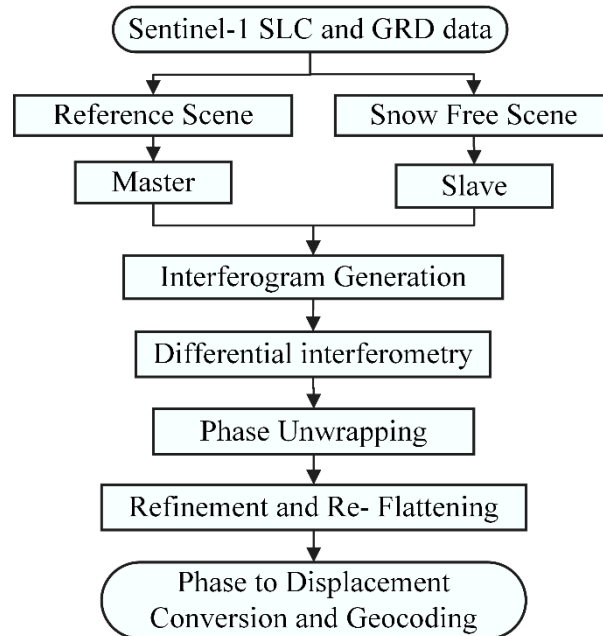 Sentinel-1 SLC and GRD data
Reference Scene
Snow Free Scene
Master
Slave
Interferogram Generation
Differential interferometry
Phase Unwrapping
Refinement and Re- Flattening
Phase to Displacement
Conversion and Geocoding